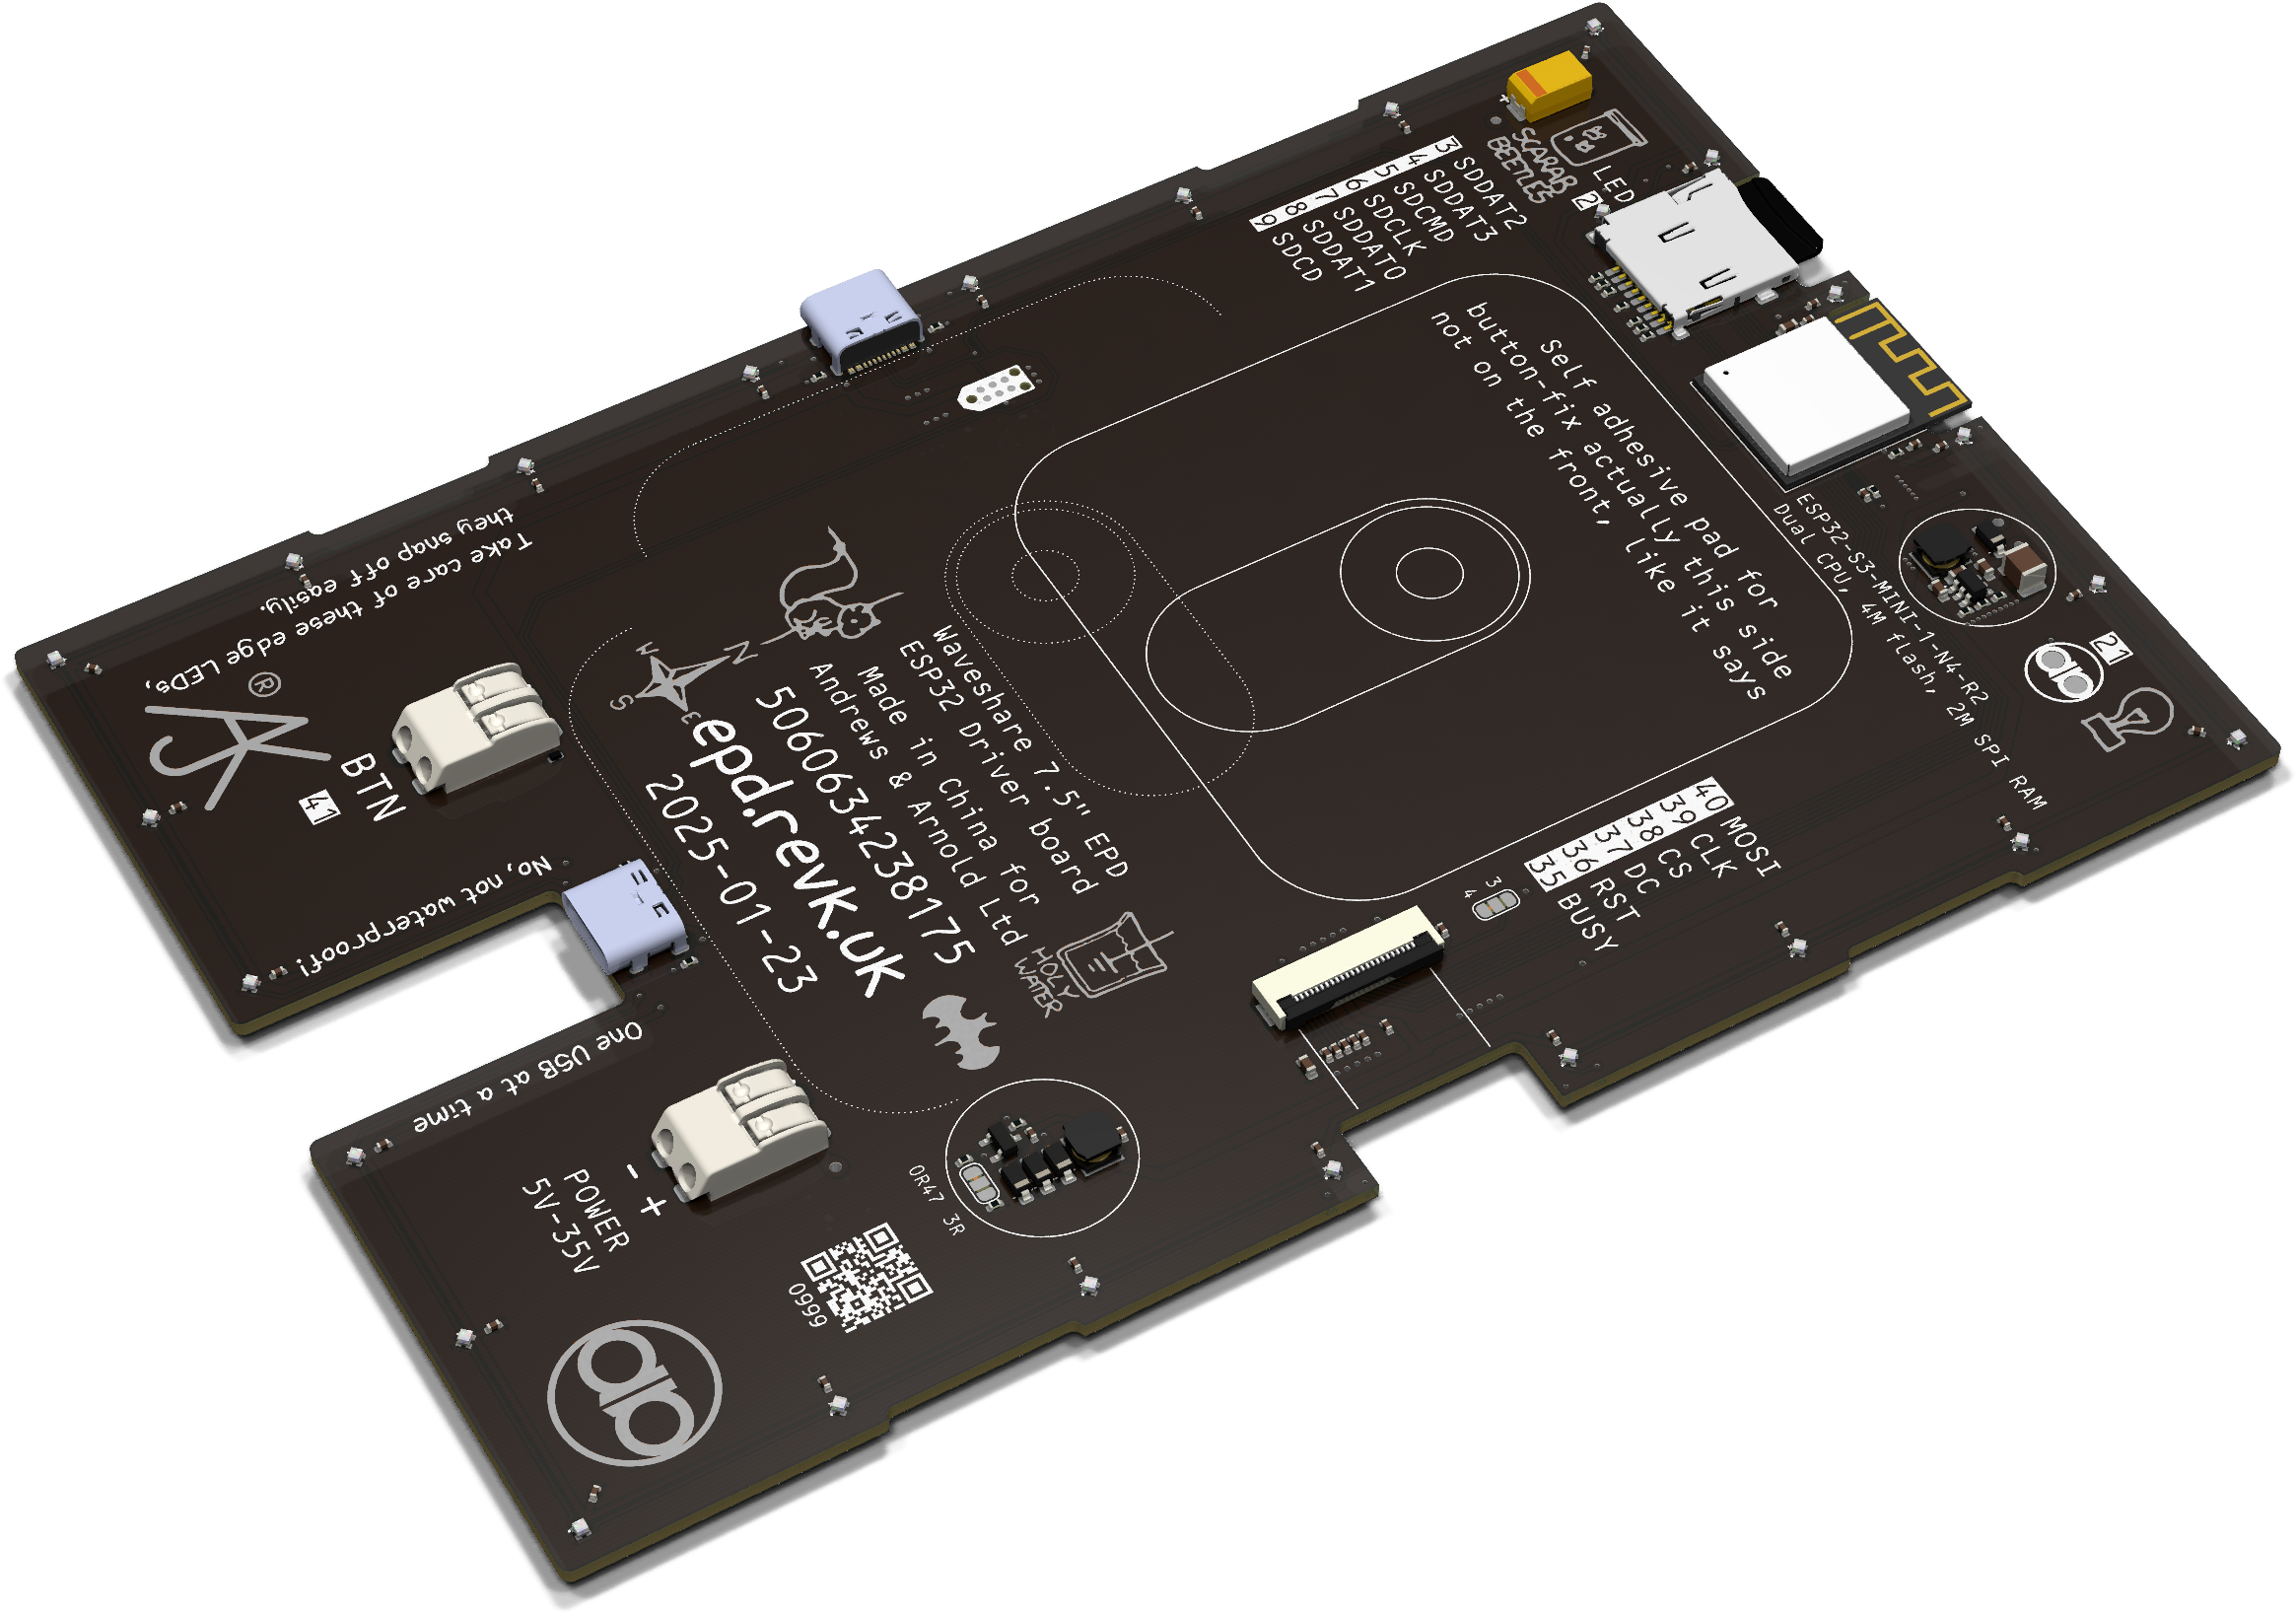 SCARAB
BEETLES
LED
2
3 SDDAT2
4 SDDAT3
5 SDCMD
6 SDCLK
7 SDDAT0
8 SDDAT1
9 SDCD
Self adhesive pad for
button-fix actually this side
not on the front, like it says
ESP32-S3-MINI-1-N4-R2
Dual CPU, 4M flash, 2M SPI RAM
21
40 MOSI
39 CLK
38 CS
37 DC
36 RST
35 BUSY
3
4
Take care of these edge LEDs,
they snap off easily.
®
AJK
BTN
41
No, not waterproof!
One USB at a time
N
E
S
W
Waveshare 7.5" EPD
ESP32 Driver board
Made in China for
Andrews & Arnold Ltd
5060634238175
epd.revk.uk
2025-01-23
HOLY
WATER
- +
POWER
5V-35V
0R47 3R
0999
+